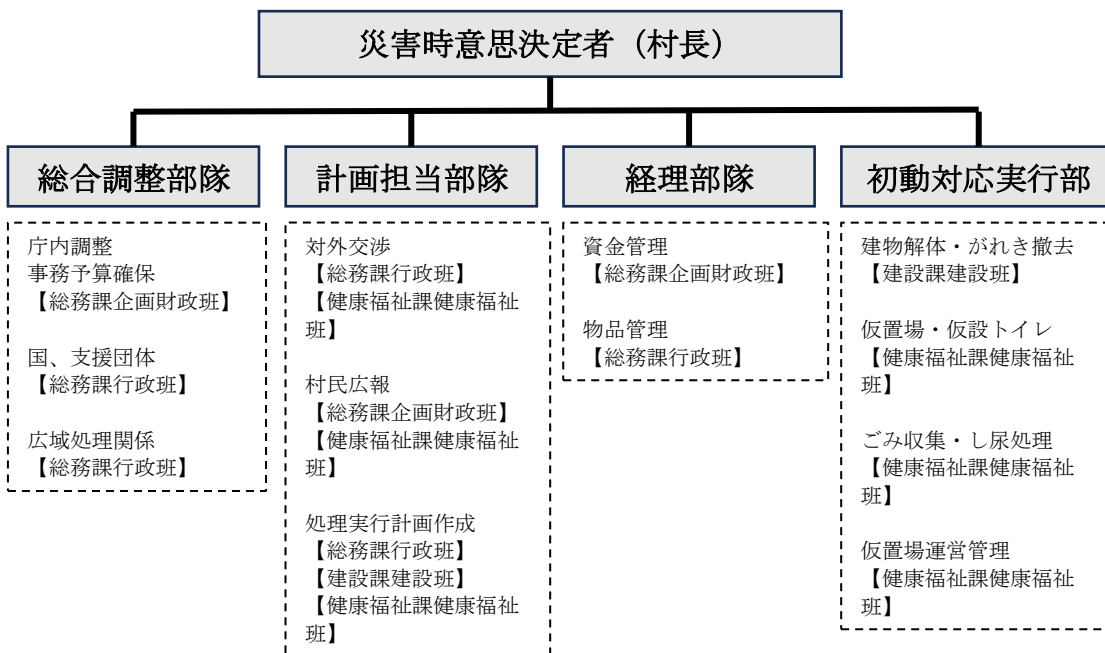 災害時意思決定者（村長）
総合調整部隊
庁内調整
事務予算確保
【総務課企画財政班】
国、支援団体
【総務課行政班】
広域処理関係
【総務課行政班】
計画担当部隊
対外交渉
【総務課行政班】
【健康福祉課健康福祉
班】
村民広報
【総務課企画財政班】
【健康福祉課健康福祉
班】
処理実行計画作成
【総務課行政班】
【建設課建設班】
【健康福祉課健康福祉
班】
経理部隊
資金管理
【総務課企画財政班】
物品管理
【総務課行政班】
初動対応実行部
建物解体・がれき撤去
【建設課建設班】
仮置場・仮設トイレ
【健康福祉課健康福祉
班】
ごみ収集・し尿処理
【健康福祉課健康福祉
班】
仮置場運営管理
【健康福祉課健康福祉
班】